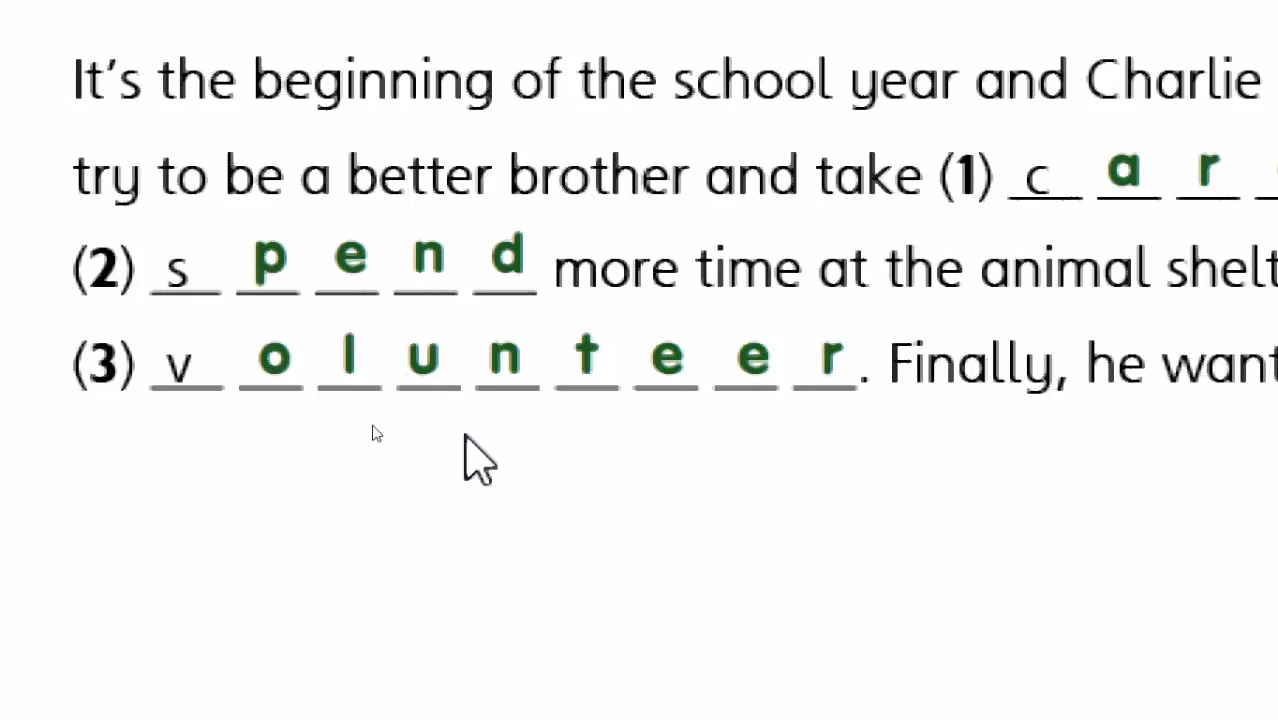 It's the beginning of the school year and Charlie
try to be a better brother and take (1) c a r
(2) s p e n d more time at the animal shelt
(3) v o l u n t e e r. Finally, he want